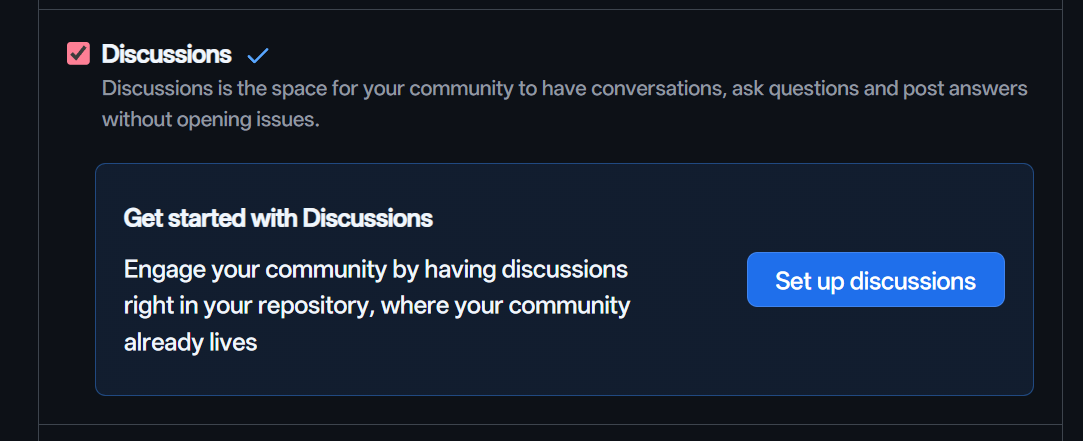 Discussions
Discussions is the space for your community to have conversations, ask questions and post answers
without opening issues.
Get started with Discussions
Engage your community by having discussions
right in your repository, where your community
already lives
Set up discussions